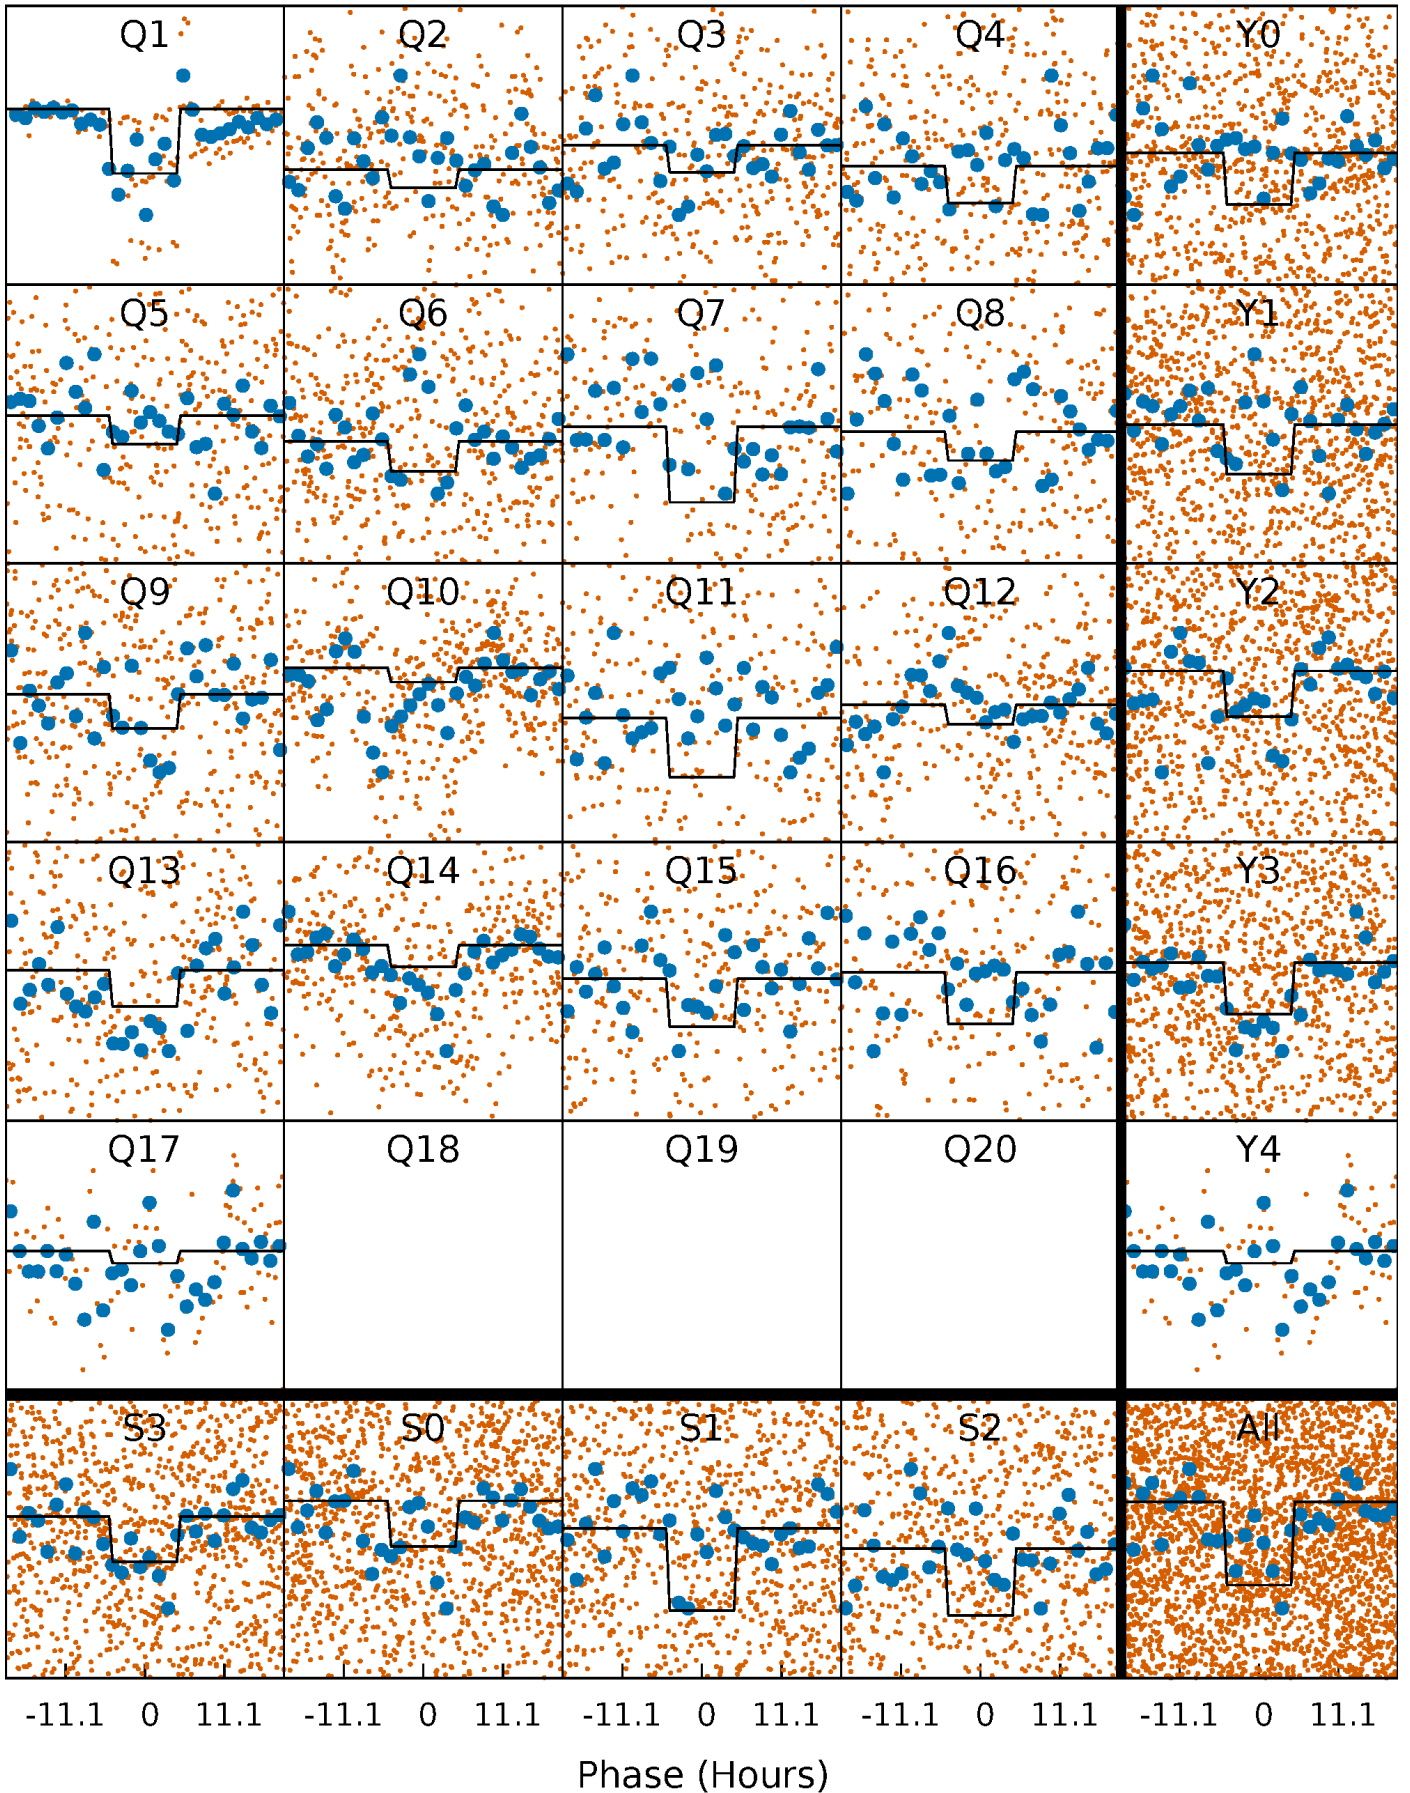 Q1 Q2 Q3 Q4 Y0
Q5 Q6 Q7 Q8 Y1
Q9 Q10 Q11 Q12 Y2
Q13 Q14 Q15 Q16 Y3
Q17 Q18 Q19 Q20 Y4
S3 S0 S1 S2 All
-11.1 0 11.1 -11.1 0 11.1 -11.1 0 11.1 -11.1 0 11.1 -11.1 0 11.1
Phase (Hours)